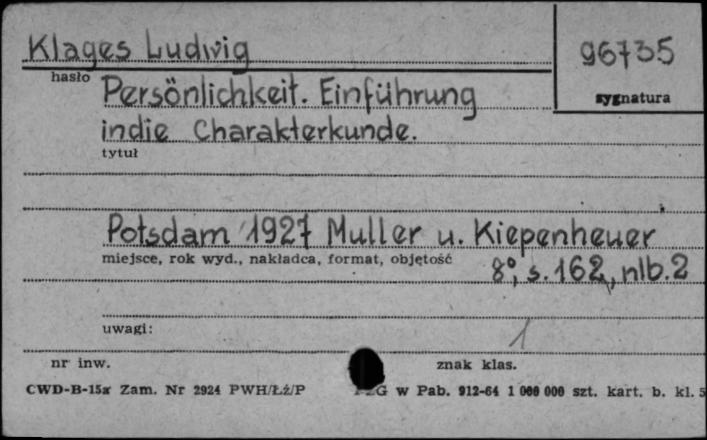 Klages Ludwig
96735
hasło
sygnatura
Persönlichkeit. Einführung
in die Charakterkunde.
tytuł
Potsdam 1927 Muller u. Kiepenheuer
miejsce, rok wyd., nakładca, format, objętość
8°, s. 162, nlb. 2
uwagi:
1
nr inw.
znak klas.
CWD-B-15a Zam. Nr 2924 PWH/Łż/P
w Pab. 912-64 1 000 000 szt. kart. b. kl. 5